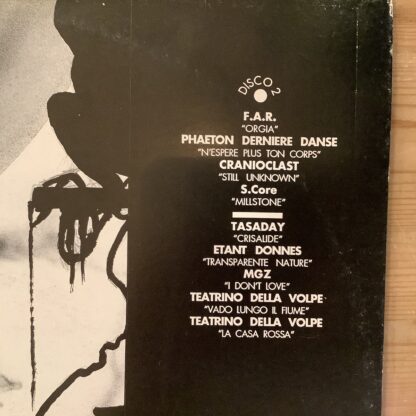 DISCO 2
F.A.R.
"ORGIA"
PHAETON DERNIERE DANSE
"N'ESPERE PLUS TON CORPS"
CRANIOCLAST
"STILL UNKNOWN"
S.Core
"MILLSTONE"
TASADAY
"CRISALIDE"
ETANT DONNES
"TRANSPARENTE NATURE"
MGZ
"I DON'T LOVE"
TEATRINO DELLA VOLPE
"VADO LUNGO IL FIUME"
TEATRINO DELLA VOLPE
"LA CASA ROSSA"